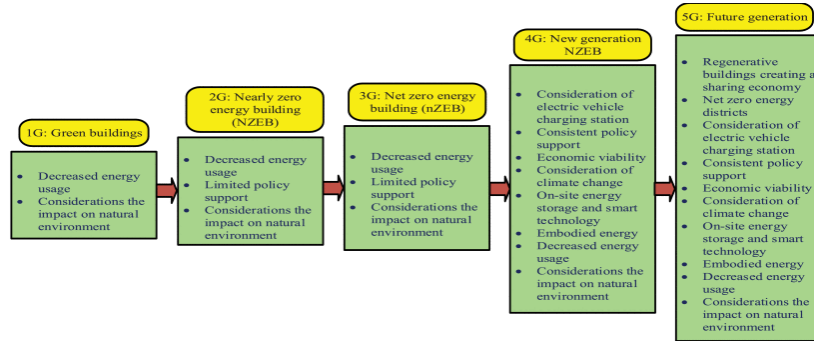 1G: Green buildings
• Decreased energy
usage
• Considerations the
impact on natural
environment
2G: Nearly zero
energy building
(NZEB)
• Decreased energy
usage
• Limited policy
support
• Considerations the
impact on natural
environment
3G: Net zero energy
building (nZEB)
• Decreased energy
usage
• Limited policy
support
• Considerations the
impact on natural
environment
4G: New generation
NZEB
• Consideration of
electric vehicle
charging station
• Consistent policy
support
• Economic viability
• Consideration of
climate change
• On-site energy
storage and smart
technology
• Embodied energy
• Decreased energy
usage
• Considerations the
impact on natural
environment
5G: Future generation
• Regenerative
buildings creating a
sharing economy
• Net zero energy
districts
• Consideration of
electric vehicle
charging station
• Consistent policy
support
• Economic viability
• Consideration of
climate change
• On-site energy
storage and smart
technology
• Embodied energy
• Decreased energy
usage
• Considerations the
impact on natural
environment